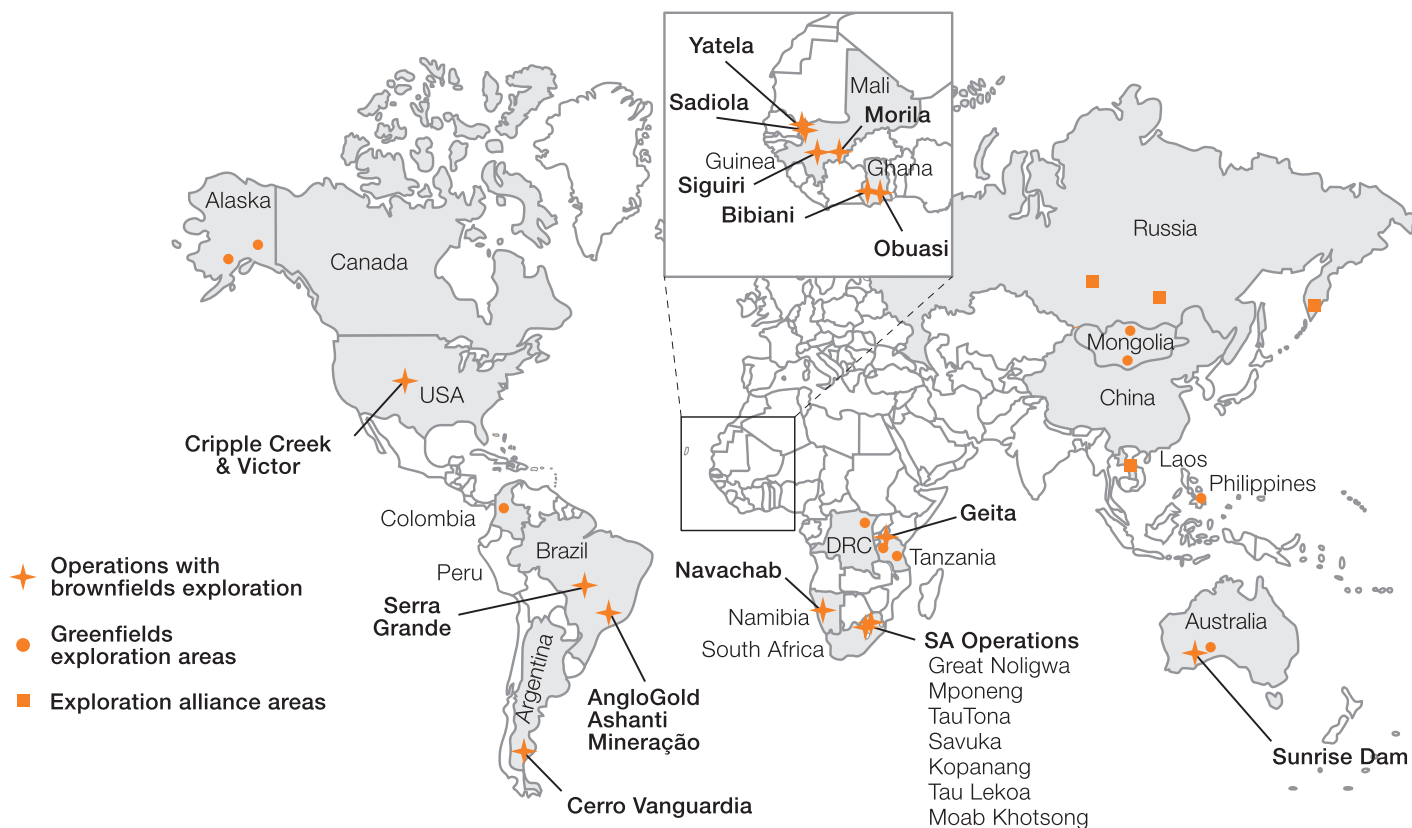 Yatela
Sadiola
Mali
Morila
Guinea
Ghana
Siguiri
Bibiani
Obuasi
Alaska
Canada
Russia
Mongolia
USA
China
Cripple Creek
& Victor
Laos
Philippines
Colombia
Geita
Brazil
DRC
Tanzania
Peru
Navachab
Serra
Grande
Namibia
South Africa
Australia
Argentina
SA Operations
Great Noligwa
Mponeng
TauTona
Savuka
Kopanang
Tau Lekoa
Moab Khotsong
AngloGold
Ashanti
Mineração
Sunrise Dam
Cerro Vanguardia
Operations with
brownfields exploration
Greenfields
exploration areas
Exploration alliance areas